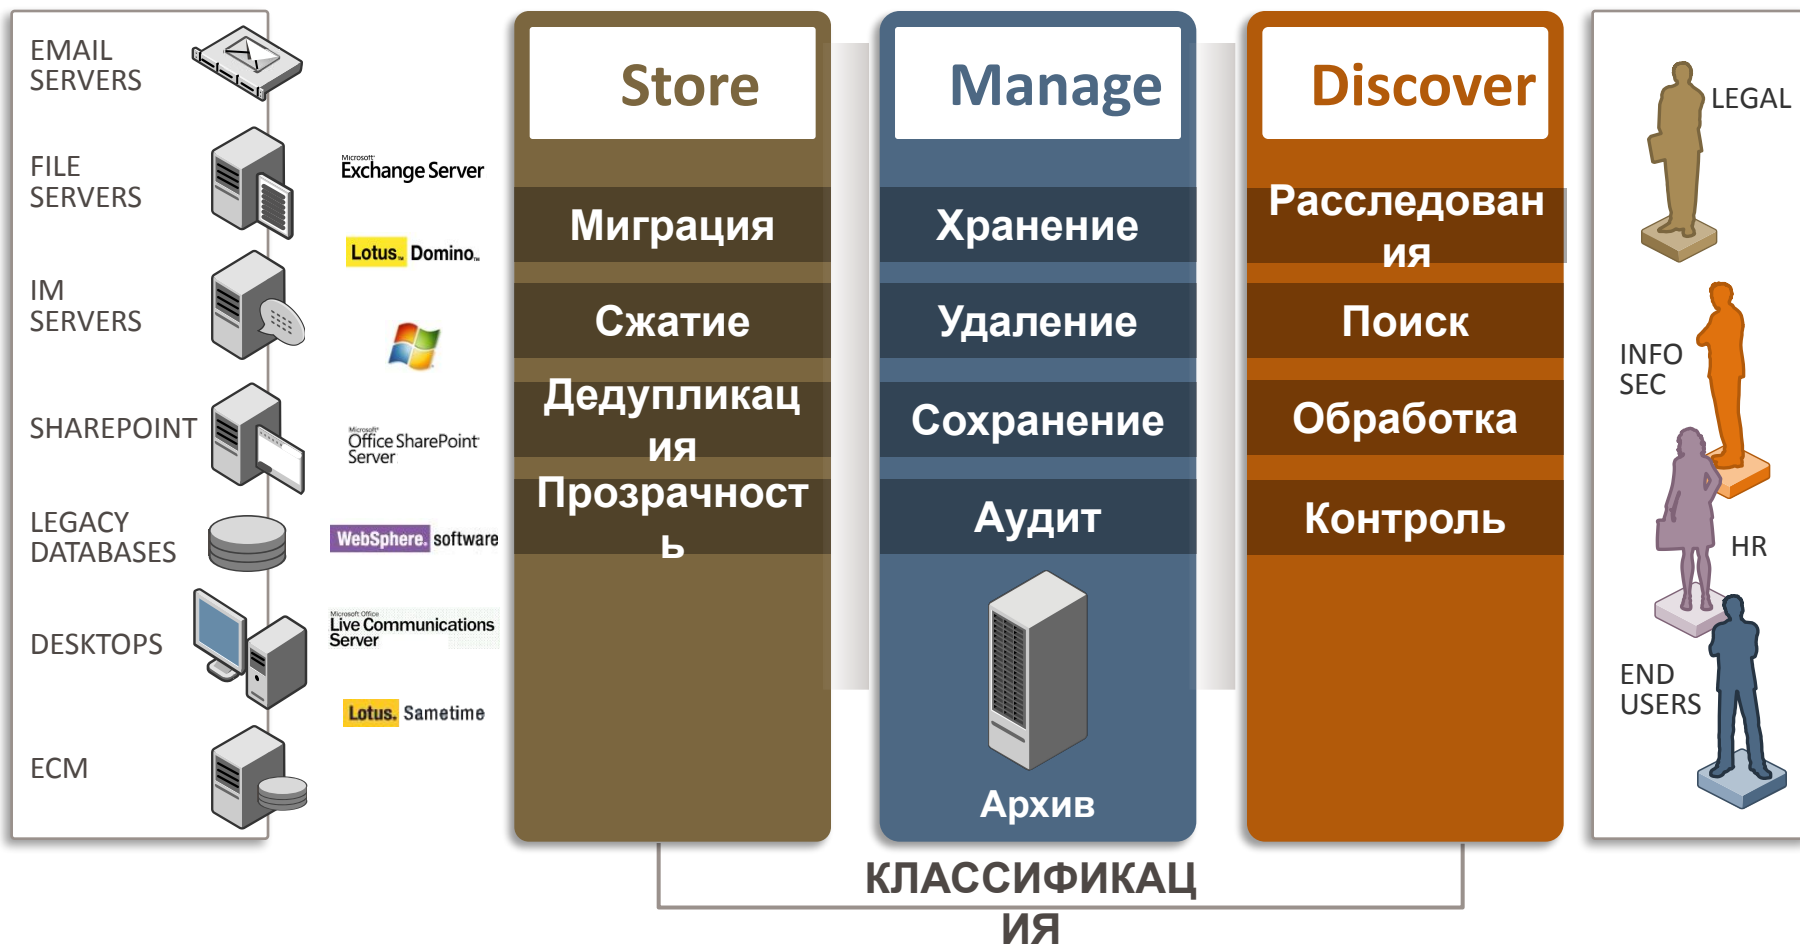 EMAIL
SERVERS
FILE
SERVERS
IM
SERVERS
SHAREPOINT
LEGACY
DATABASES
DESKTOPS
ECM
Microsoft
Exchange Server
Lotus™ Domino™
Microsoft
Office SharePoint
Server
WebSphere. software
Microsoft Office
Live Communications
Server
Lotus. Sametime
Store
Миграция
Сжатие
Дедупликац
ия
Прозрачност
ь
Manage
Хранение
Удаление
Сохранение
Аудит
Архив
Discover
Расследован
ия
Поиск
Обработка
Контроль
LEGAL
INFO
SEC
HR
END
USERS
КЛАССИФИКАЦ
ИЯ